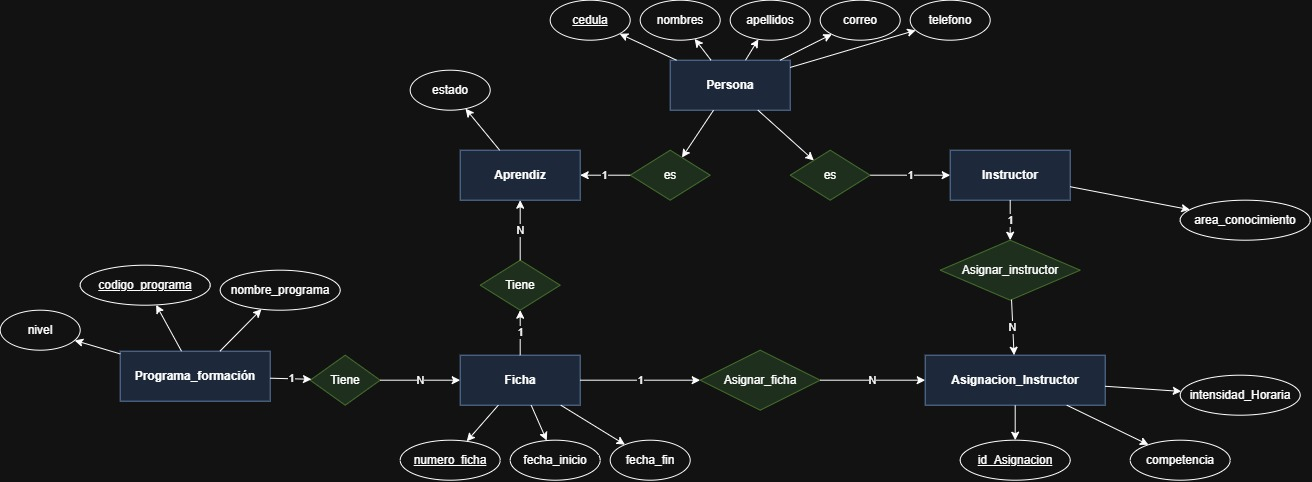 cedula
nombres
apellidos
correo
telefono
Persona
estado
Aprendiz
1
es
es
1
Instructor
area_conocimiento
N
1
Asignar_instructor
Tiene
codigo_programa
nombre_programa
nivel
1
N
Programa_formación
1
Tiene
N
Ficha
1
Asignar_ficha
N
Asignacion_Instructor
intensidad_Horaria
numero_ficha
fecha_inicio
fecha_fin
id_Asignacion
competencia